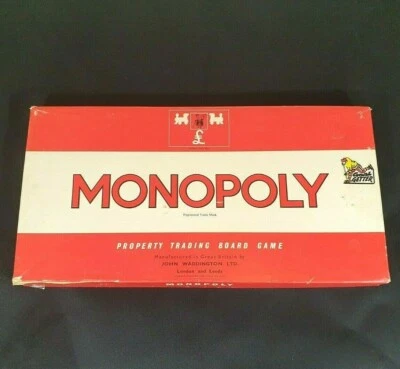 £
MONOPOLY
Registered Trade Mark
PROPERTY TRADING BOARD GAME
Manufactured in Great Britain by
JOHN WADDINGTON LTD.
London and Leeds
MONOPOLY